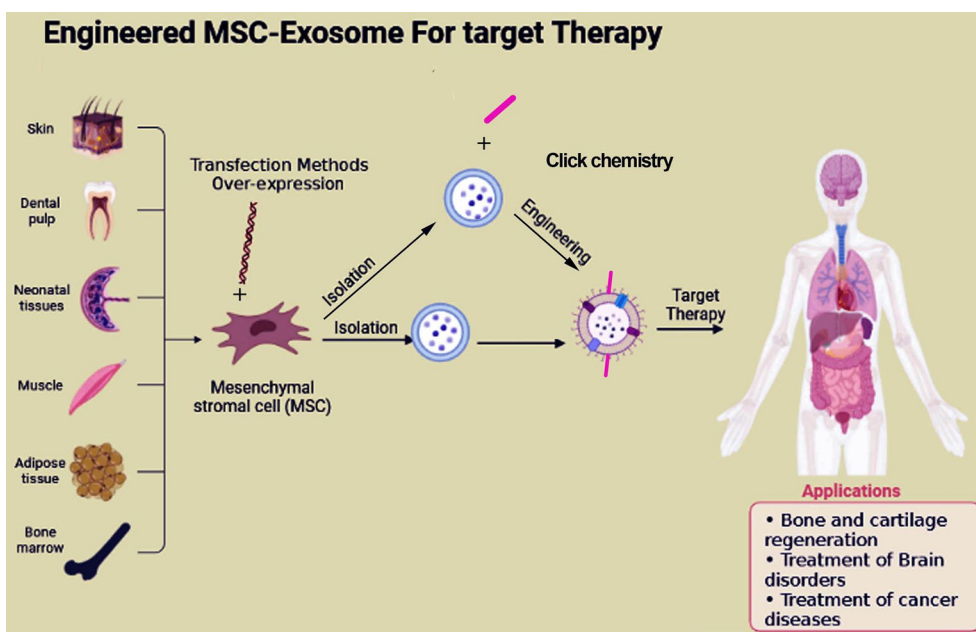 Engineered MSC-Exosome For target Therapy
Skin
Dental
pulp
Neonatal
tissues
Muscle
Adipose
tissue
Bone
marrow
Transfection Methods
Over-expression
+
Mesenchymal
stromal cell (MSC)
Isolation
Isolation
+
Click chemistry
Engineering
Target
Therapy
Applications
• Bone and cartilage
regeneration
• Treatment of Brain
disorders
• Treatment of cancer
diseases